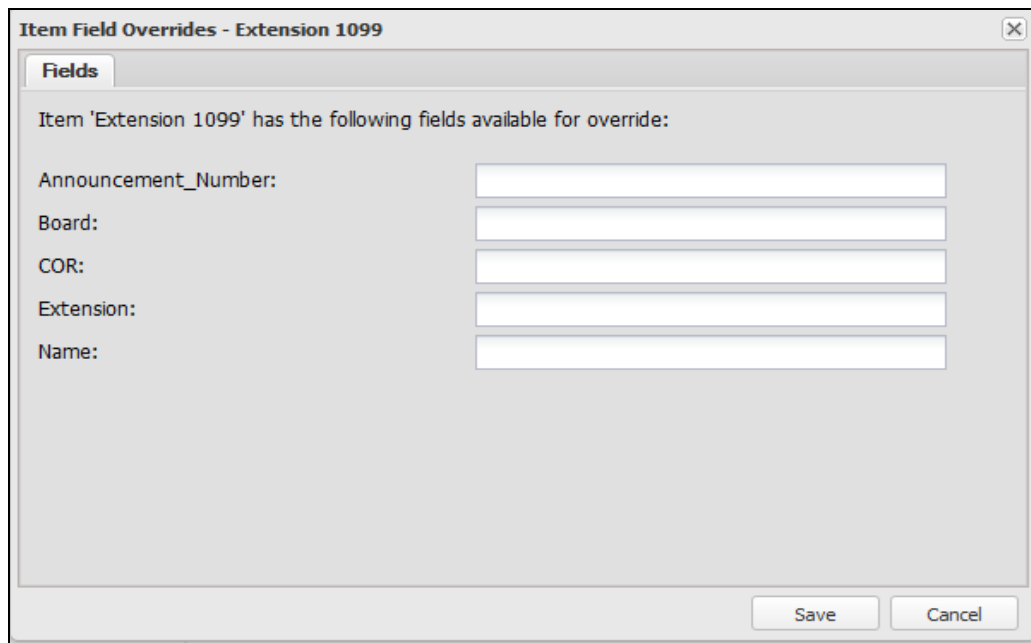 Item Field Overrides - Extension 1099
Fields
Item 'Extension 1099' has the following fields available for override:
Announcement_Number:
Board:
COR:
Extension:
Name:
Save Cancel